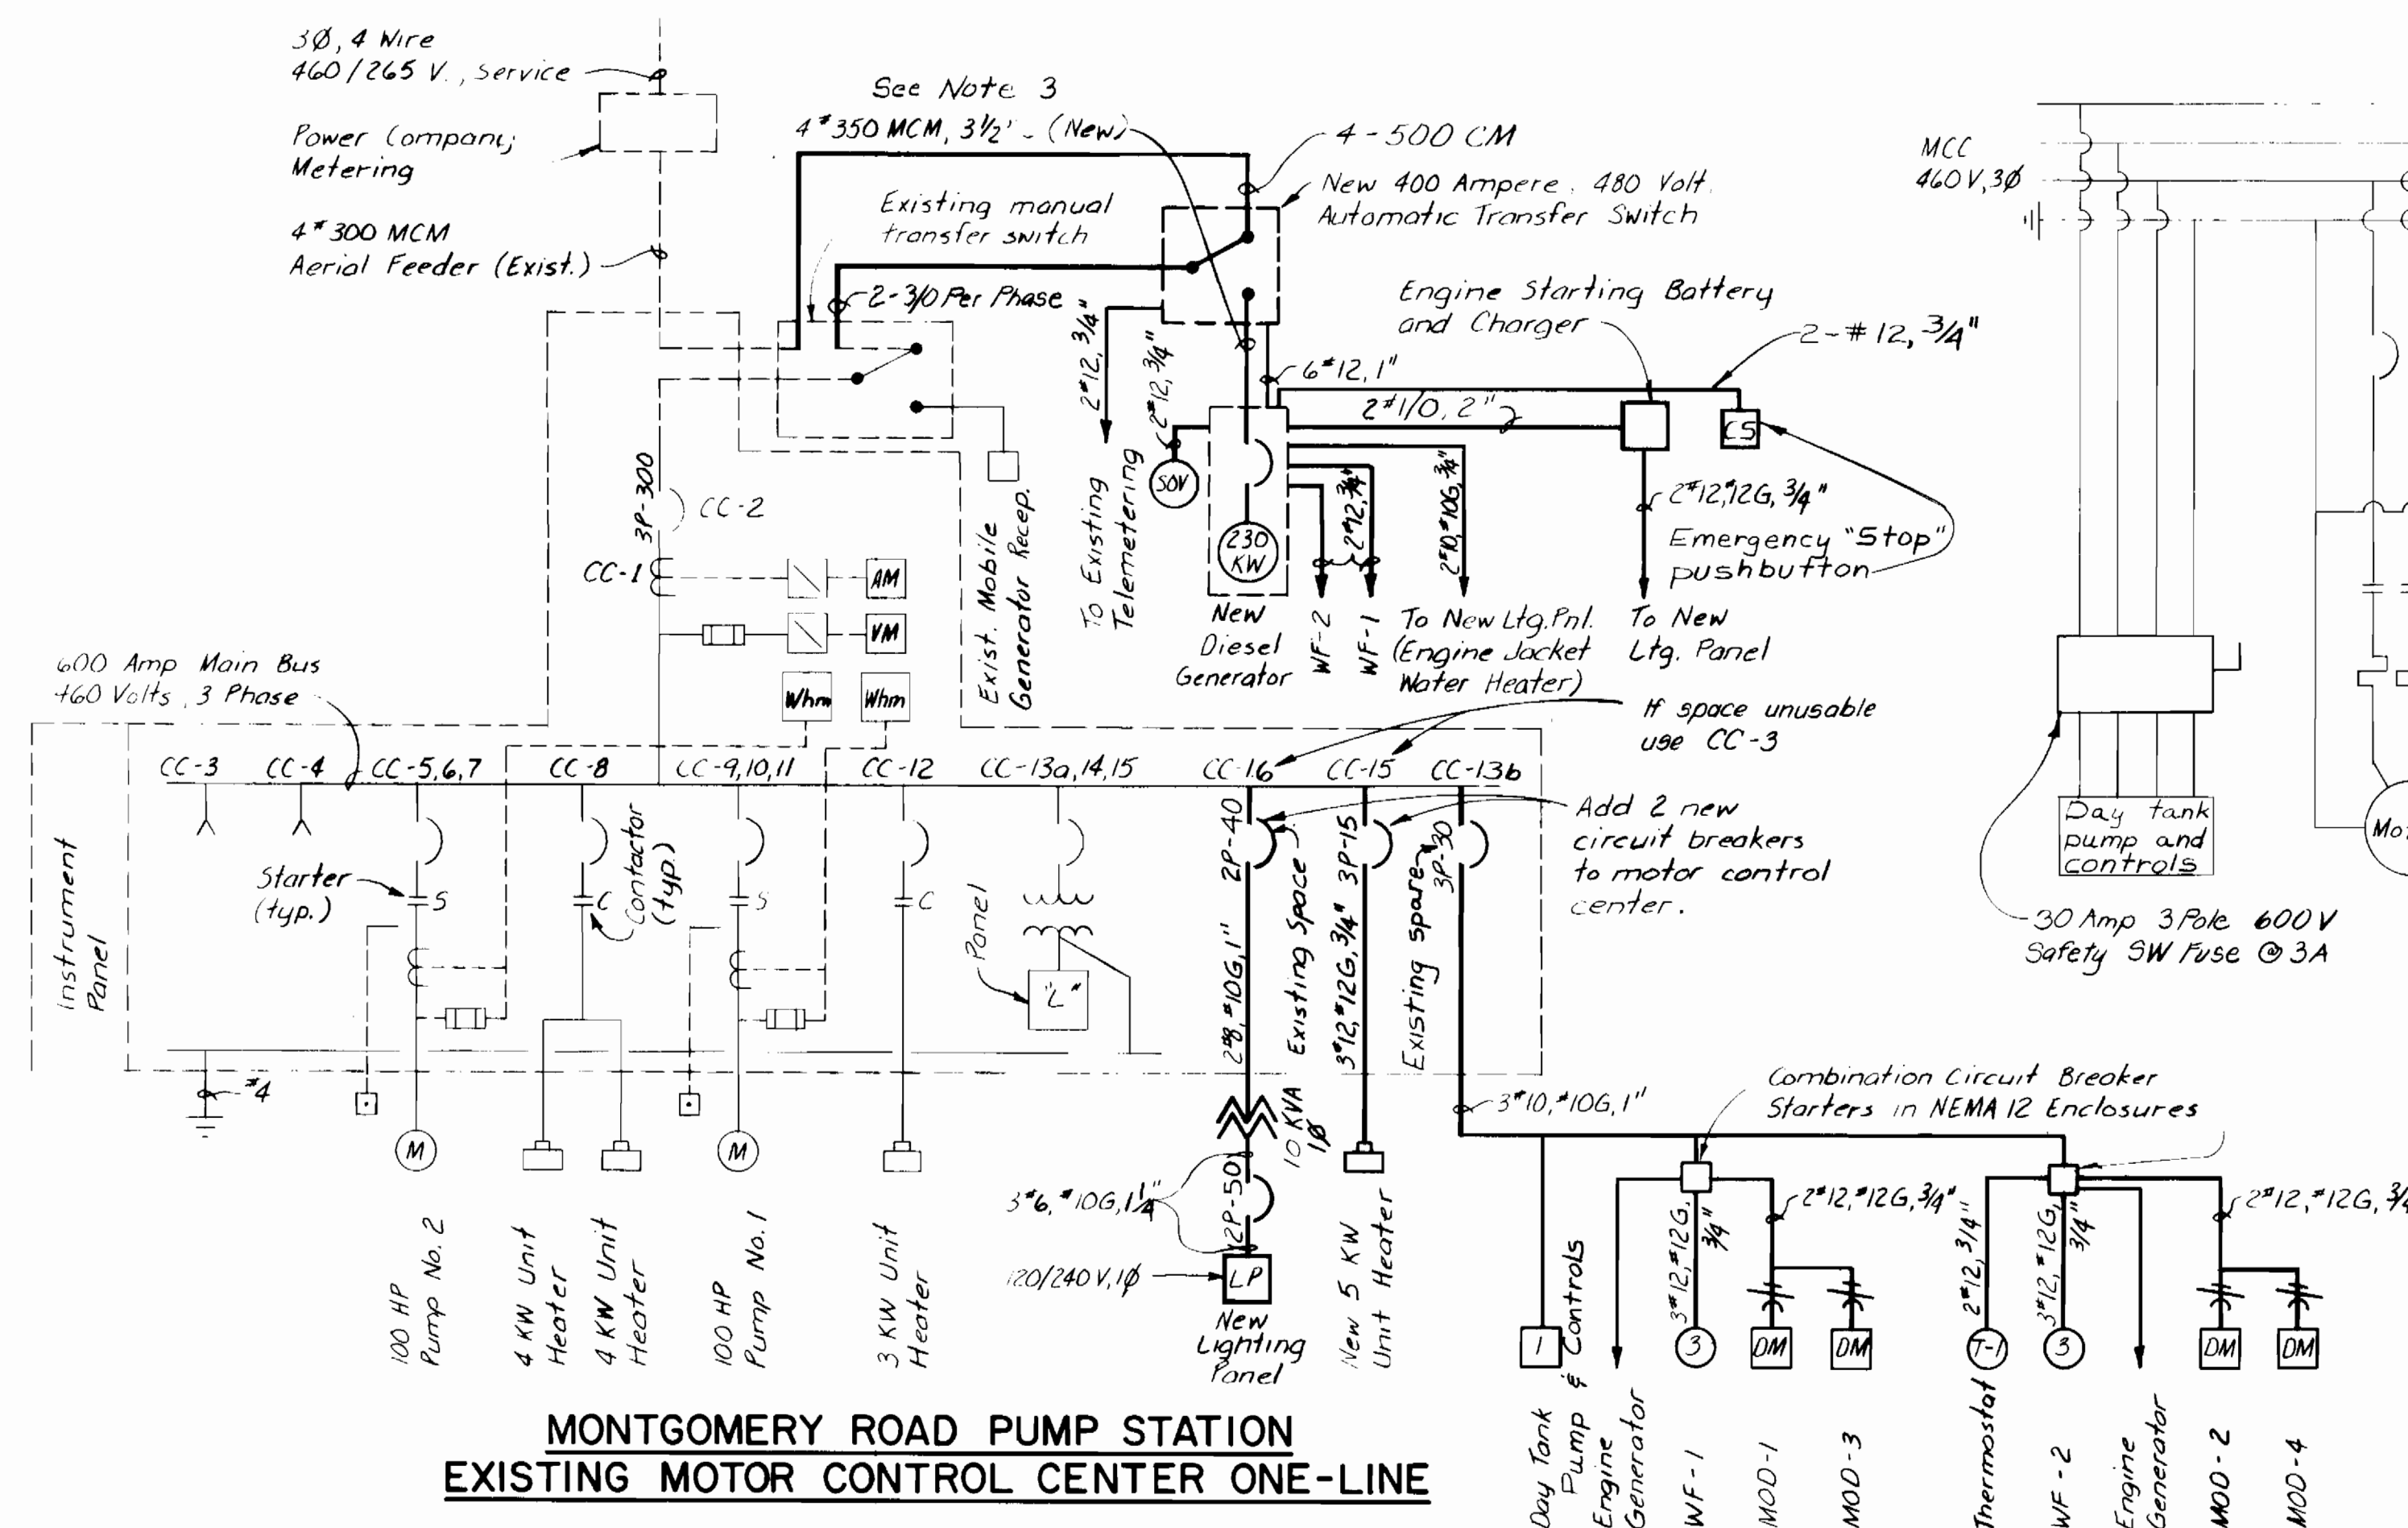 3Ø, 4 Wire
460/265 V., Service
Power Company
Metering
4#300 MCM
Aerial Feeder (Exist.)
See Note 3
4#350 MCM, 3½" - (New)
4-500 CM
New 400 Ampere, 480 Volt
Automatic Transfer Switch
Existing manual
transfer switch
2-3/0 Per Phase
2#12, 3/4"
To Existing
Telemetering
2#12, 3/4"
SOV
6#12, 1"
2#1/0, 2"
Engine Starting Battery
and Charger
2-#12, 3/4"
CS
2#12,#12G, 3/4"
Emergency "Stop"
pushbutton
230
KW
New
Diesel
Generator
2#12, 3/4"
WF-2
WF-1
2#10,#10G, 3/4"
To New Ltg. Pnl.
(Engine Jacket
Water Heater)
To New
Ltg. Panel
3P-300
CC-2
CC-1
AM
VM
Whm
Whm
Exist. Mobile
Generator Recep.
600 Amp Main Bus
460 Volts, 3 Phase
If space unusable
use CC-3
CC-3
CC-4
CC-5,6,7
CC-8
CC-9,10,11
CC-12
CC-13a,14,15
CC-16
CC-15
CC-13b
Instrument
Panel
Starter
(typ.)
S
C
Contactor
(typ.)
S
C
Panel
"L"
2P-40
2#8,#10G,1"
Existing Space
3P-15
3#12,#12G,3/4"
Existing spare
3P-30
Add 2 new
circuit breakers
to motor control
center.
#4
M
M
10 KVA
1Ø
3#6,#10G,1¼"
2P-50
120/240V,1Ø
LP
New
Lighting
Panel
100 HP
Pump No. 2
4 KW Unit
Heater
4 KW Unit
Heater
100 HP
Pump No. 1
3 KW Unit
Heater
New 5 KW
Unit Heater
3#10,#10G,1"
Combination Circuit Breaker
Starters in NEMA 12 Enclosures
3#12,#12G,
3/4"
2#12,#12G,3/4"
2#12, 3/4"
3#12,#12G,
3/4"
2#12,#12G,3/4
1
3
DM
DM
T-1
3
DM
DM
Day Tank
Pump & Controls
Engine
Generator
WF-1
MOD-1
MOD-3
Thermostat
WF-2
Engine
Generator
MOD-2
MOD-4
MCC
460V,3Ø
Day tank
pump and
controls
Mo
30 Amp 3 Pole 600V
Safety SW Fuse @ 3A
MONTGOMERY ROAD PUMP STATION
EXISTING MOTOR CONTROL CENTER ONE-LINE